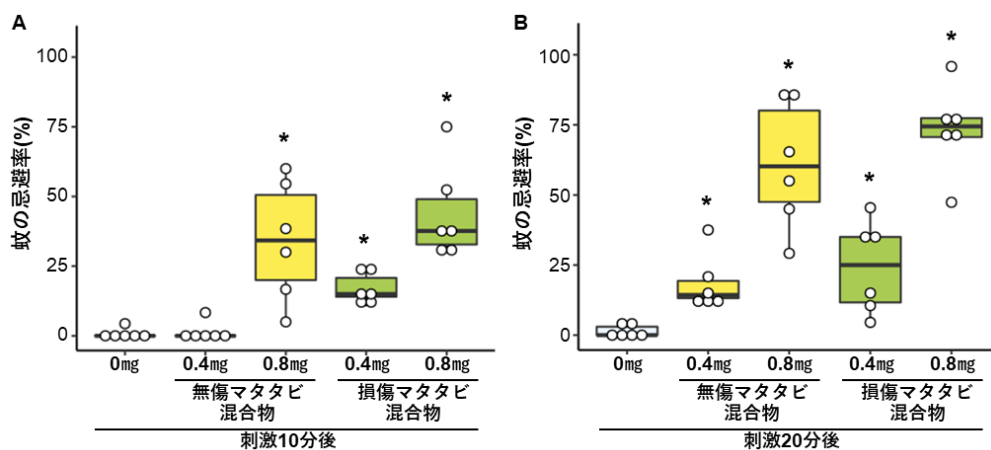 A
蚊の忌避率(%)
100
75
50
25
0
*
*
*
0mg
0.4mg
0.8mg
0.4mg
0.8mg
無傷マタタビ
混合物
損傷マタタビ
混合物
刺激10分後
B
蚊の忌避率(%)
100
75
50
25
0
*
*
*
*
0mg
0.4mg
0.8mg
0.4mg
0.8mg
無傷マタタビ
混合物
損傷マタタビ
混合物
刺激20分後